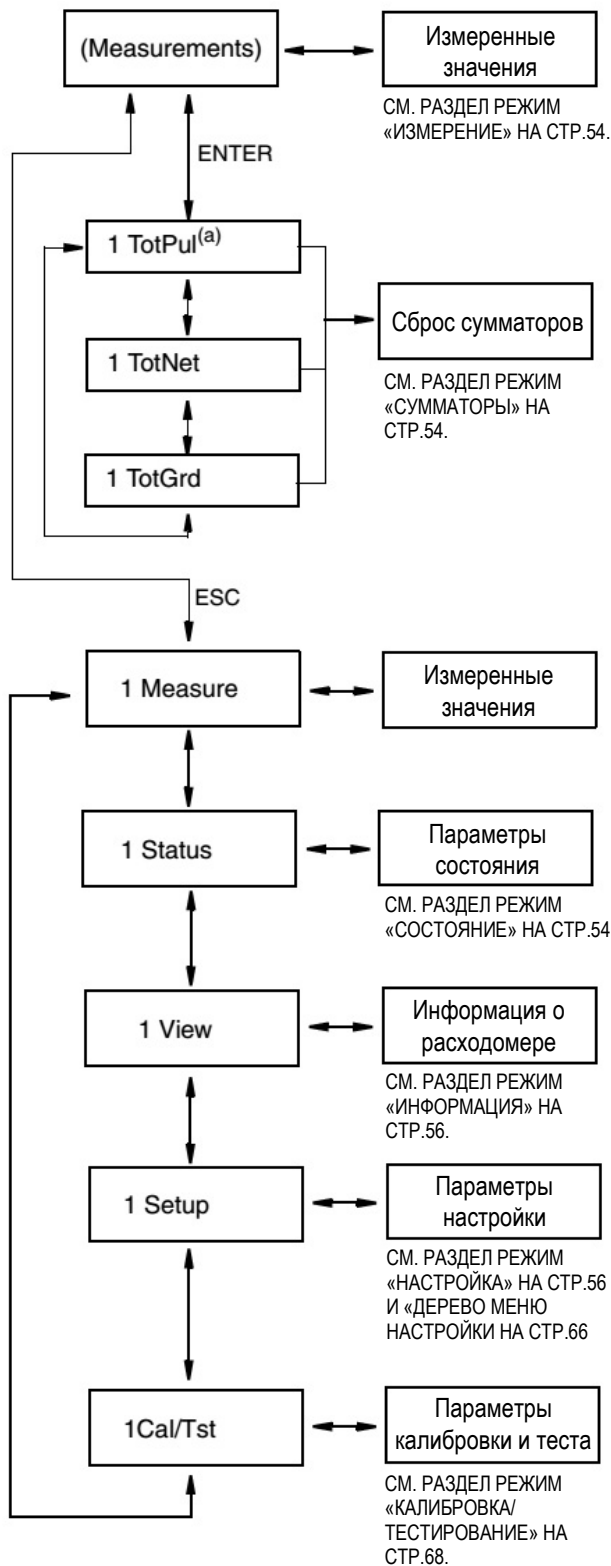 (Measurements)
Измеренные
значения
СМ. РАЗДЕЛ РЕЖИМ
«ИЗМЕРЕНИЕ» НА СТР.54.
ENTER
1 TotPul(a)
1 TotNet
1 TotGrd
Сброс сумматоров
СМ. РАЗДЕЛ РЕЖИМ
«СУММАТОРЫ» НА
СТР.54.
ESC
1 Measure
Измеренные
значения
1 Status
Параметры
состояния
СМ. РАЗДЕЛ РЕЖИМ
«СОСТОЯНИЕ» НА СТР.54
1 View
Информация о
расходомере
СМ. РАЗДЕЛ РЕЖИМ
«ИНФОРМАЦИЯ» НА
СТР.56.
1 Setup
Параметры
настройки
СМ. РАЗДЕЛ РЕЖИМ
«НАСТРОЙКА» НА СТР.56
И «ДЕРЕВО МЕНЮ
НАСТРОЙКИ НА СТР.66
1Cal/Tst
Параметры
калибровки и теста
СМ. РАЗДЕЛ РЕЖИМ
«КАЛИБРОВКА/
ТЕСТИРОВАНИЕ» НА
СТР.68.